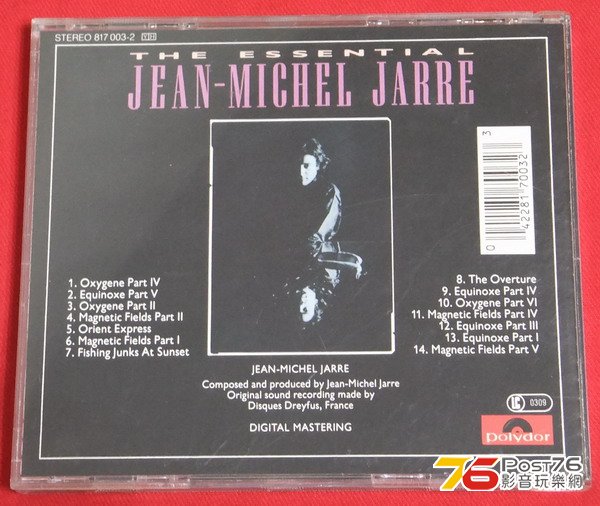 STEREO 817 003-2
THE ESSENTIAL
JEAN-MICHEL JARRE
0 42281 70032 3
1. Oxygene Part IV
2. Equinoxe Part V
3. Oxygene Part II
4. Magnetic Fields Part II
5. Orient Express
6. Magnetic Fields Part I
7. Fishing Junks At Sunset
8. The Overture
9. Equinoxe Part IV
10. Oxygene Part VI
11. Magnetic Fields Part IV
12. Equinoxe Part III
13. Equinoxe Part I
14. Magnetic Fields Part V
JEAN-MICHEL JARRE
Composed and produced by Jean-Michel Jarre
Original sound recording made by
Disques Dreyfus, France
DIGITAL MASTERING
LC 0309
polydor
76 POST76
影音玩樂網